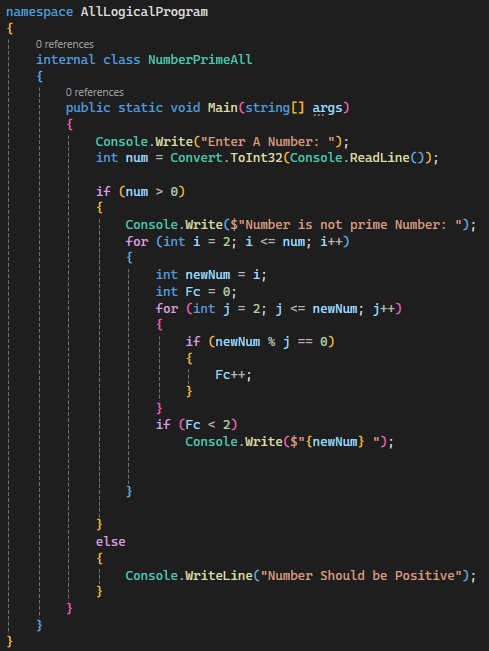 namespace AllLogicalProgram
{
0 references
internal class NumberPrimeAll
{
0 references
public static void Main(string[] args)
{
Console.Write("Enter A Number: ");
int num = Convert.ToInt32(Console.ReadLine());
if (num > 0)
{
Console.Write($"Number is not prime Number: ");
for (int i = 2; i <= num; i++)
{
int newNum = i;
int Fc = 0;
for (int j = 2; j <= newNum; j++)
{
if (newNum % j == 0)
{
Fc++;
}
}
if (Fc < 2)
Console.Write($"{newNum} ");
}
}
else
{
Console.WriteLine("Number Should be Positive");
}
}
}
}